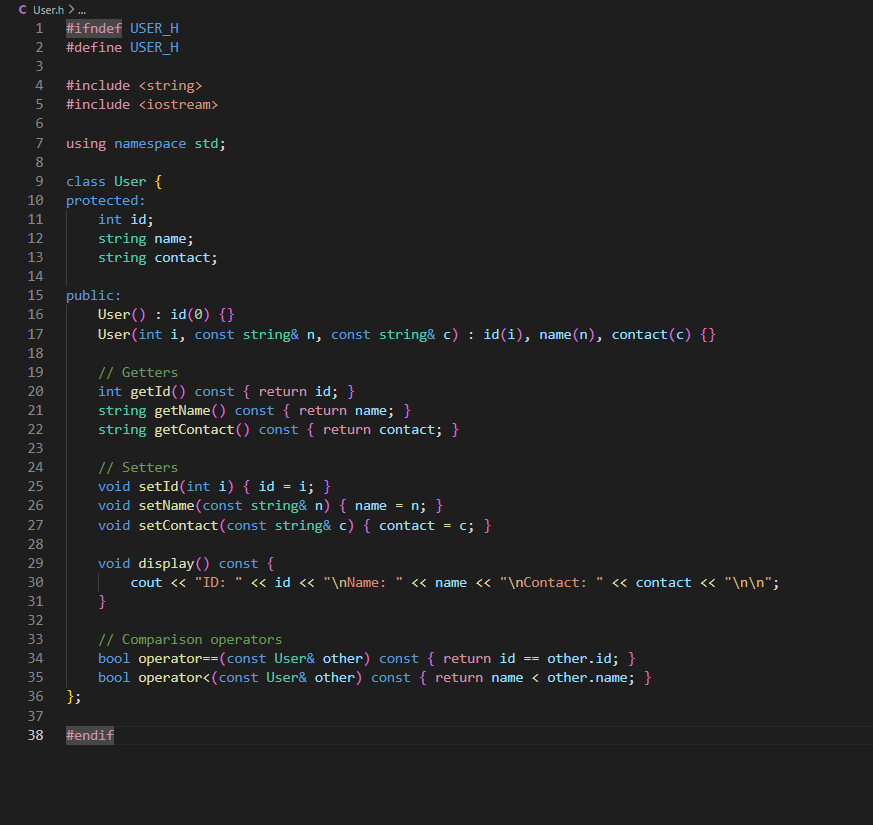 C User.h > ...
1 #ifndef USER_H
2 #define USER_H
3
4 #include <string>
5 #include <iostream>
6
7 using namespace std;
8
9 class User {
10 protected:
11     int id;
12     string name;
13     string contact;
14
15 public:
16     User() : id(0) {}
17     User(int i, const string& n, const string& c) : id(i), name(n), contact(c) {}
18
19     // Getters
20     int getId() const { return id; }
21     string getName() const { return name; }
22     string getContact() const { return contact; }
23
24     // Setters
25     void setId(int i) { id = i; }
26     void setName(const string& n) { name = n; }
27     void setContact(const string& c) { contact = c; }
28
29     void display() const {
30         cout << "ID: " << id << "\nName: " << name << "\nContact: " << contact << "\n\n";
31     }
32
33     // Comparison operators
34     bool operator==(const User& other) const { return id == other.id; }
35     bool operator<(const User& other) const { return name < other.name; }
36 };
37
38 #endif